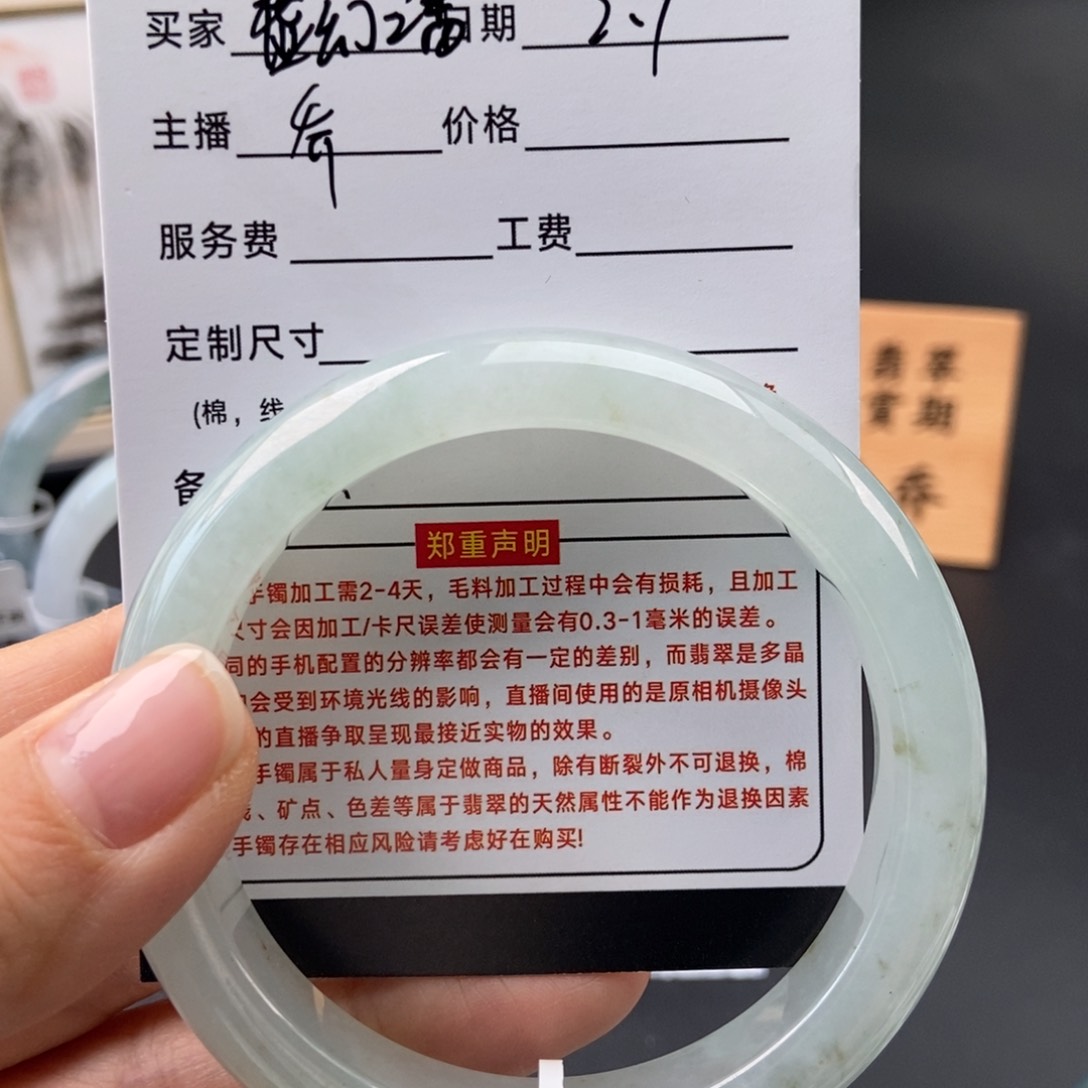 买家 日期 2.1
主播 乔 价格
服务费 工费
定制尺寸
(棉，线
备
郑重声明
手镯加工需2-4天，毛料加工过程中会有损耗，且加工
尺寸会因加工/卡尺误差使测量会有0.3-1毫米的误差。
同的手机配置的分辨率都会有一定的差别，而翡翠是多晶
会受到环境光线的影响，直播间使用的是原相机摄像头
的直播争取呈现最接近实物的效果。
手镯属于私人量身定做商品，除有断裂外不可退换，棉
、矿点、色差等属于翡翠的天然属性不能作为退换因素
手镯存在相应风险请考虑好在购买!
翡翠
乔